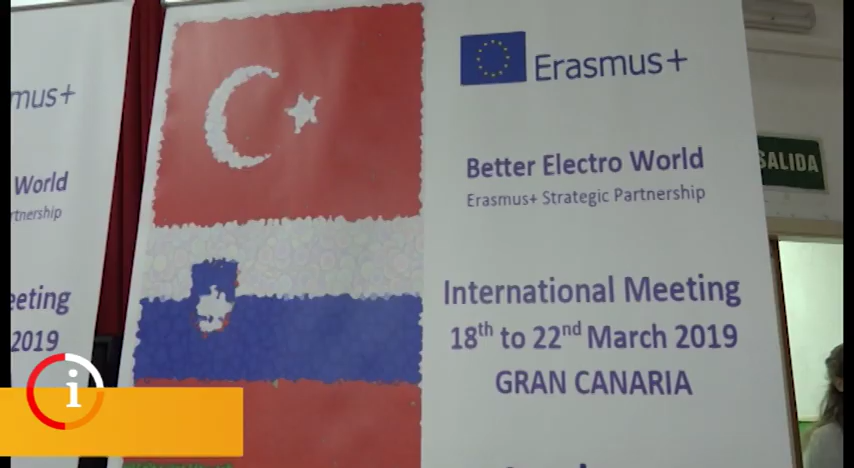 mus+
World
rtnership
eeting
2019
Erasmus+
Better Electro World
Erasmus+ Strategic Partnership
International Meeting
18th to 22nd March 2019
GRAN CANARIA
SALIDA
i